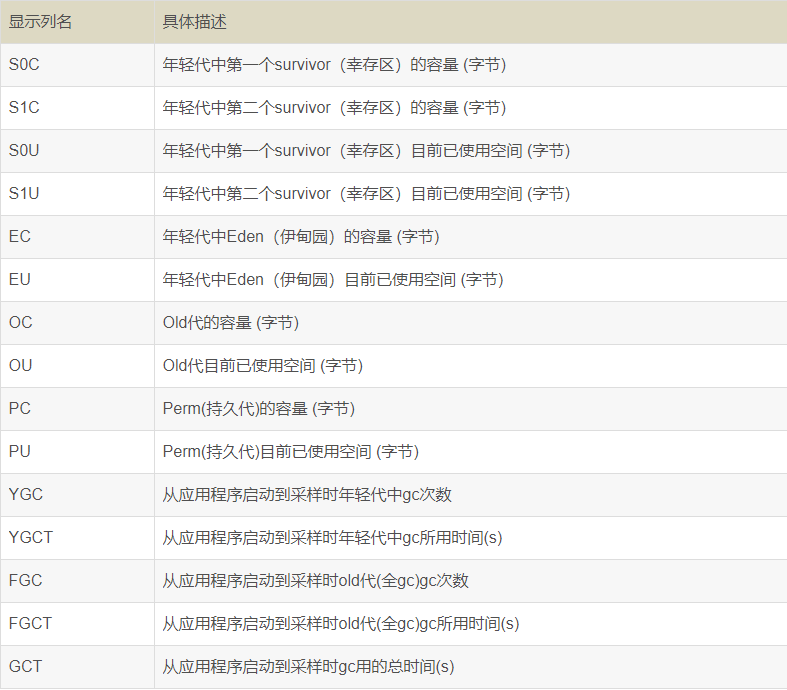 显示列名 具体描述
S0C 年轻代中第一个survivor（幸存区）的容量 (字节)
S1C 年轻代中第二个survivor（幸存区）的容量 (字节)
S0U 年轻代中第一个survivor（幸存区）目前已使用空间 (字节)
S1U 年轻代中第二个survivor（幸存区）目前已使用空间 (字节)
EC 年轻代中Eden（伊甸园）的容量 (字节)
EU 年轻代中Eden（伊甸园）目前已使用空间 (字节)
OC Old代的容量 (字节)
OU Old代目前已使用空间 (字节)
PC Perm(持久代)的容量 (字节)
PU Perm(持久代)目前已使用空间 (字节)
YGC 从应用程序启动到采样时年轻代中gc次数
YGCT 从应用程序启动到采样时年轻代中gc所用时间(s)
FGC 从应用程序启动到采样时old代(全gc)gc次数
FGCT 从应用程序启动到采样时old代(全gc)gc所用时间(s)
GCT 从应用程序启动到采样时gc用的总时间(s)